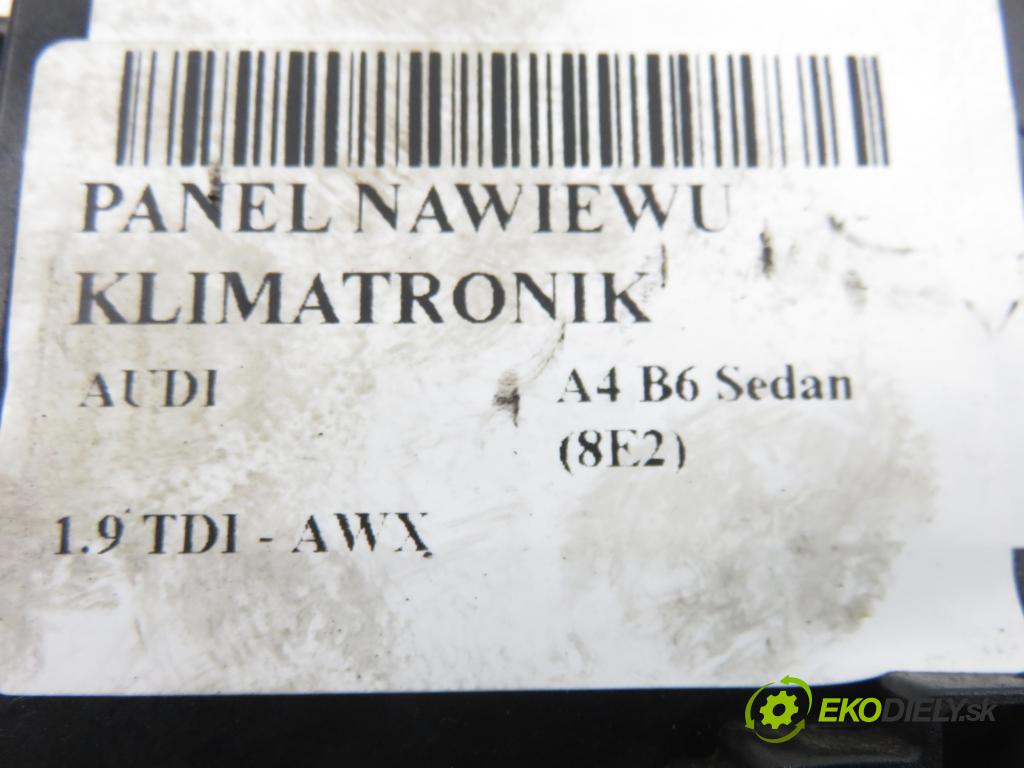 PANEL NAWIEWU
KLIMATRONIK
AUDI A4 B6 Sedan
(8E2)
1.9 TDI - AWX
EKODIELY.sk